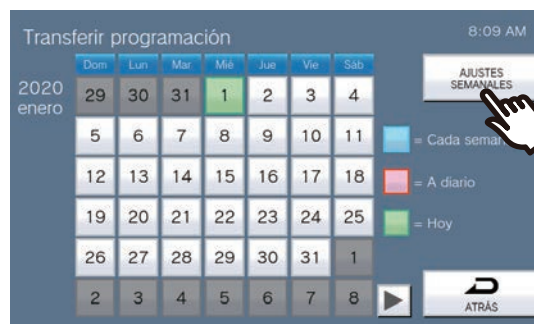 Transferir programación 8:09 AM
Dom Lun Mar Mié Jue Vie Sáb
AJUSTES
SEMANALES
2020
enero
29 30 31 1 2 3 4
5 6 7 8 9 10 11
= Cada
12 13 14 15 16 17 18
= A diario
19 20 21 22 23 24 25
= Hoy
26 27 28 29 30 31 1
2 3 4 5 6 7 8
ATRÁS